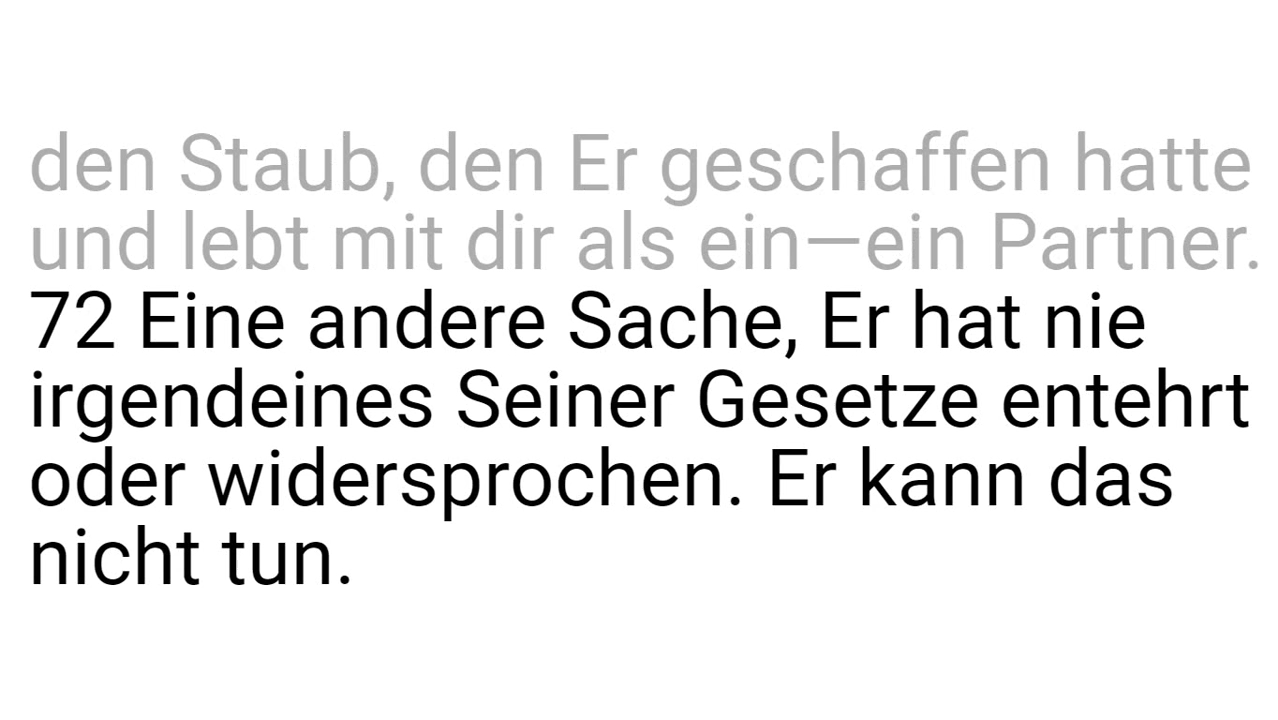 den Staub, den Er geschaffen hatte
und lebt mit dir als ein—ein Partner.
72 Eine andere Sache, Er hat nie
irgendeines Seiner Gesetze entehrt
oder widersprochen. Er kann das
nicht tun.